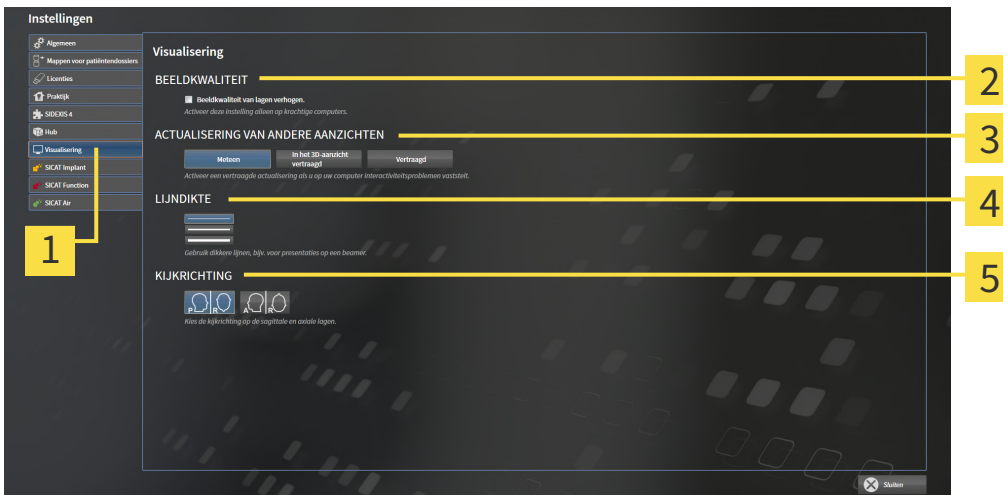 Instellingen
Algemeen
Mappen voor patiëntendossiers
Licenties
Praktijk
SIDEXIS 4
Hub
Visualisering
SICAT Implant
SICAT Function
SICAT Air
1
Visualisering
BEELDKWALITEIT
2
Beeldkwaliteit van lagen verhogen.
Activeer deze instelling alleen op krachtige computers.
ACTUALISERING VAN ANDERE AANZICHTEN
3
Meteen
In het 3D-aanzicht
vertraagd
Vertraagd
Activeer een vertraagde actualisering als u op uw computer interactiviteitsproblemen vaststelt.
LIJNDIKTE
4
Gebruik dikkere lijnen, bijv. voor presentaties op een beamer.
KIJKRICHTING
5
P R
A R
Kies de kijkrichting op de sagittale en axiale lagen.
Sluiten